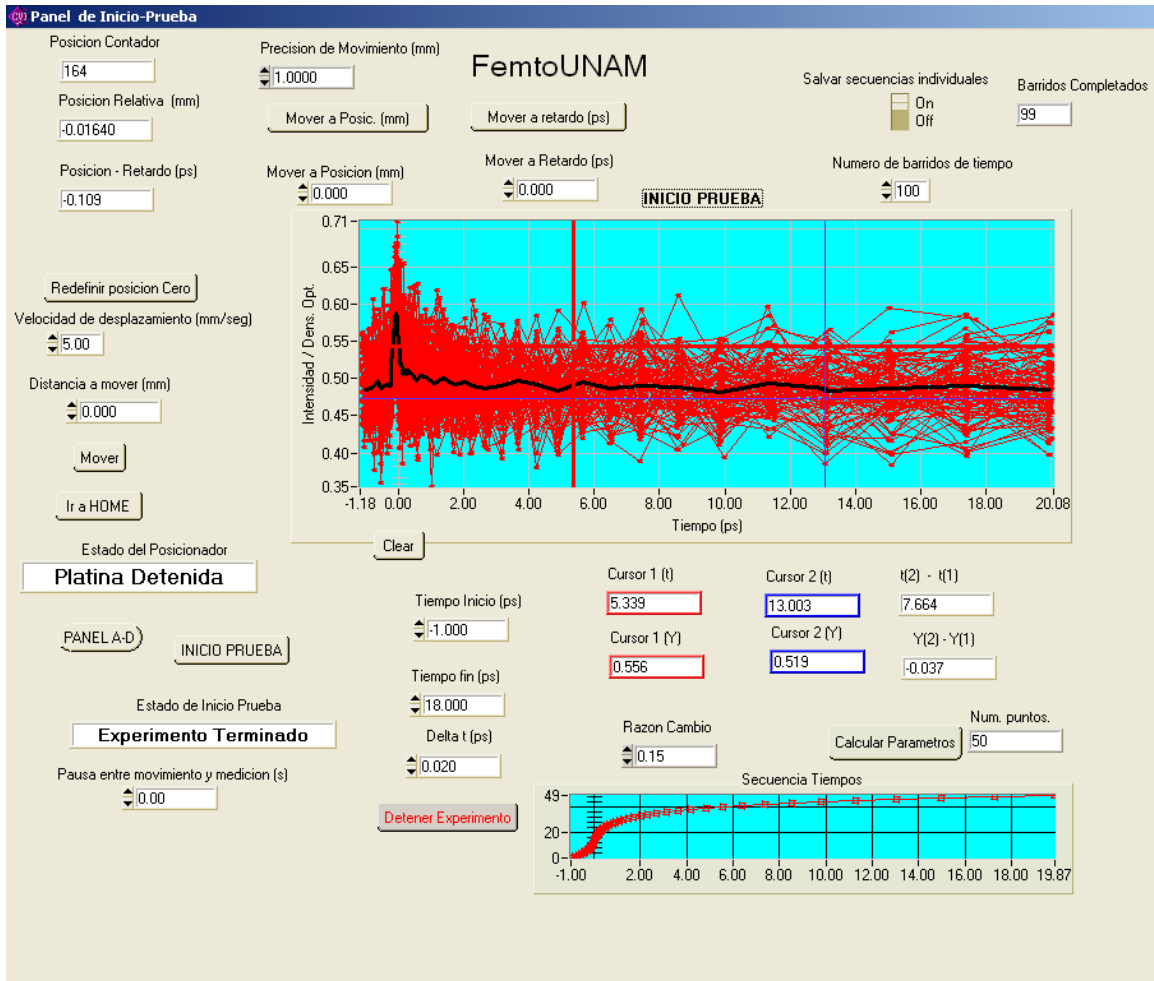 Panel de Inicio-Prueba
Posicion Contador
164
Posicion Relativa (mm)
-0.01640
Posicion - Retardo (ps)
-0.109
Precision de Movimiento (mm)
1.0000
Mover a Posic. (mm)
Mover a Posicion (mm)
0.000
FemtoUNAM
Mover a retardo (ps)
Mover a Retardo (ps)
0.000
Salvar secuencias individuales
On
Off
Barridos Completados
99
Numero de barridos de tiempo
100
INICIO PRUEBA
Redefinir posicion Cero
Velocidad de desplazamiento (mm/seg)
5.00
Distancia a mover (mm)
0.000
Mover
Ir a HOME
Estado del Posicionador
Platina Detenida
PANEL A-D
INICIO PRUEBA
Estado de Inicio Prueba
Experimento Terminado
Pausa entre movimiento y medicion (s)
0.00
Intensidad / Dens. Opt.
0.71
0.65
0.60
0.55
0.50
0.45
0.40
0.35
-1.18 0.00 2.00 4.00 6.00 8.00 10.00 12.00 14.00 16.00 18.00 20.08
Tiempo (ps)
Clear
Tiempo Inicio (ps)
-1.000
Tiempo fin (ps)
18.000
Delta t (ps)
0.020
Detener Experimento
Cursor 1 (t)
5.339
Cursor 2 (t)
13.003
t(2) - t(1)
7.664
Cursor 1 (Y)
0.556
Cursor 2 (Y)
0.519
Y(2) - Y(1)
-0.037
Razon Cambio
0.15
Calcular Parametros
Num. puntos.
50
Secuencia Tiempos
49
20
0
-1.00 2.00 4.00 6.00 8.00 10.00 12.00 14.00 16.00 18.00 19.87